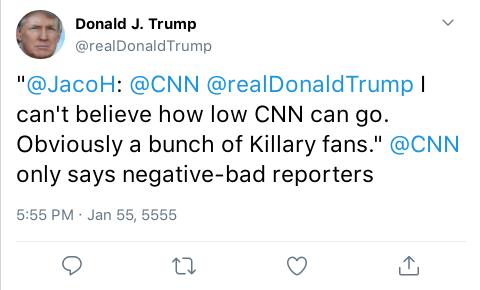 Donald J. Trump
@realDonaldTrump
"@JacoH: @CNN @realDonaldTrump I
can't believe how low CNN can go.
Obviously a bunch of Killary fans." @CNN
only says negative-bad reporters
5:55 PM · Jan 55, 5555